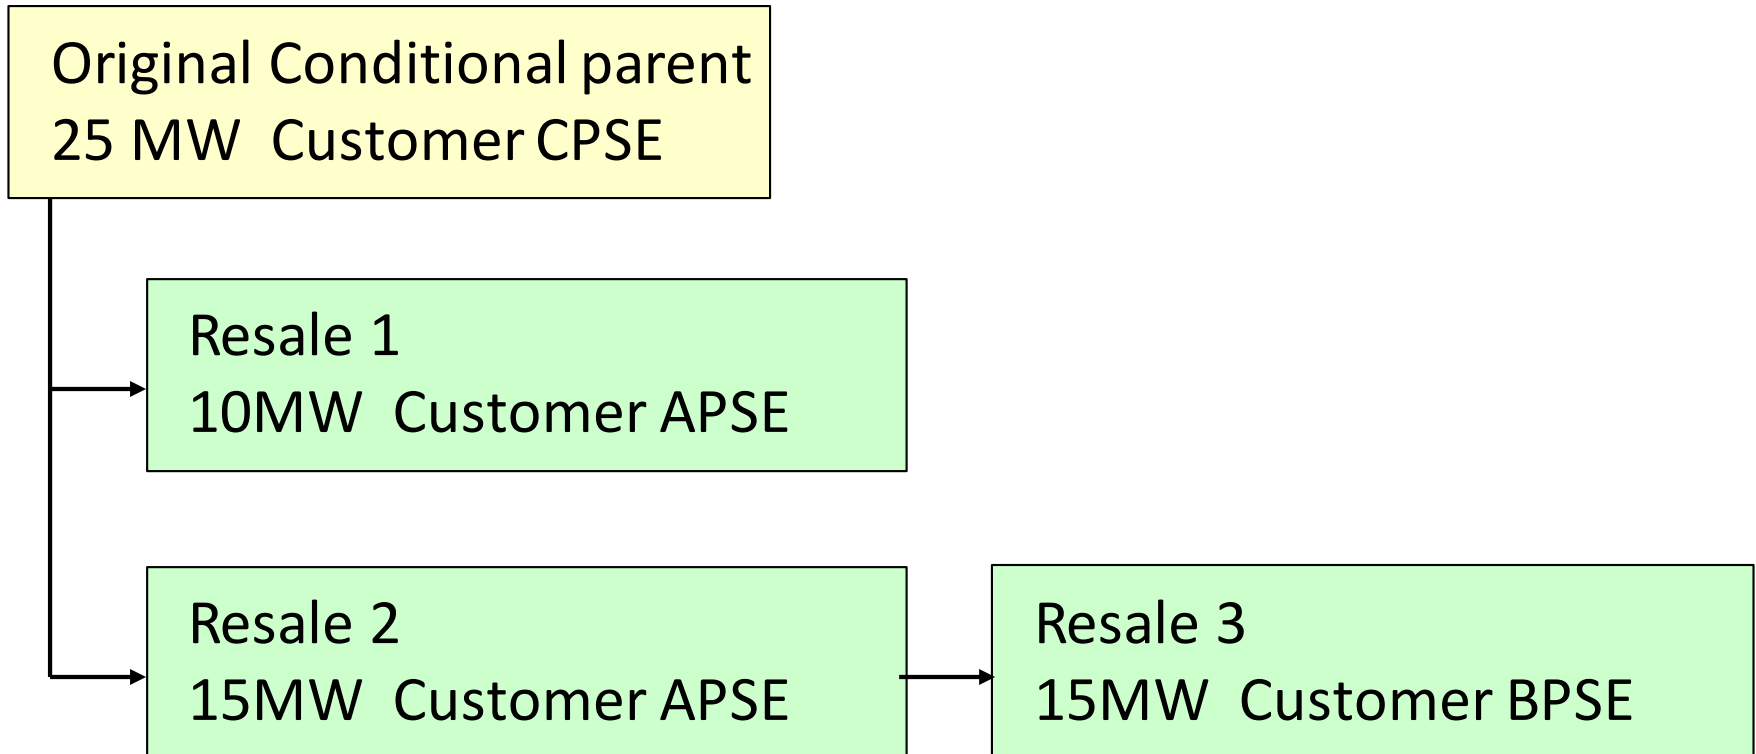 Original Conditional parent
25 MW  Customer CPSE
Resale 1
10MW  Customer APSE
Resale 2
15MW  Customer APSE
Resale 3
15MW  Customer BPSE